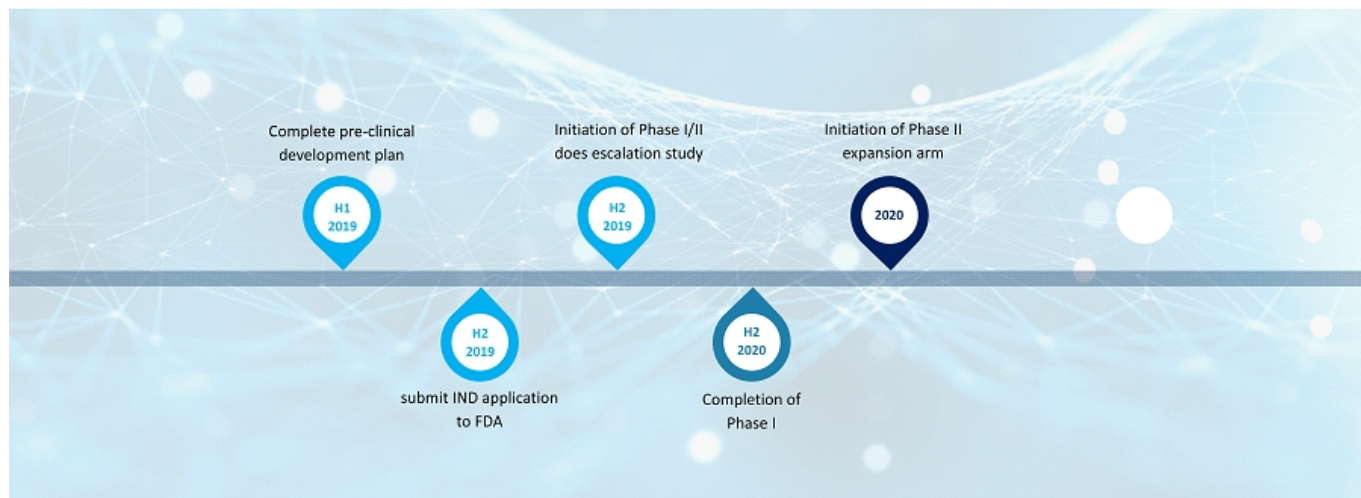 Complete pre-clinical
development plan
H1
2019
submit IND application
to FDA
H2
2019
Initiation of Phase I/II
does escalation study
H2
2019
Completion of
Phase I
H2
2020
Initiation of Phase II
expansion arm
2020